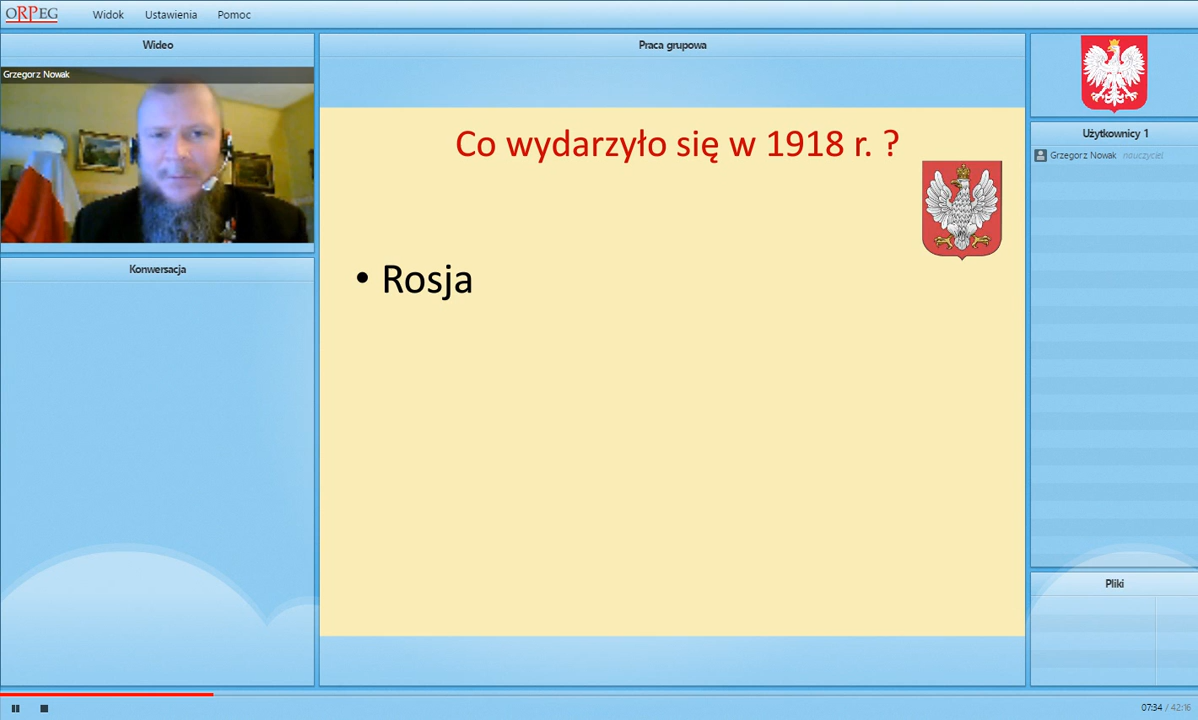 ORPEG
Widok Ustawienia Pomoc
Wideo
Grzegorz Nowak
Konwersacja
Praca grupowa
Co wydarzyło się w 1918 r. ?
• Rosja
Użytkownicy 1
Grzegorz Nowak nauczyciel
Pliki
07:34 / 42:16